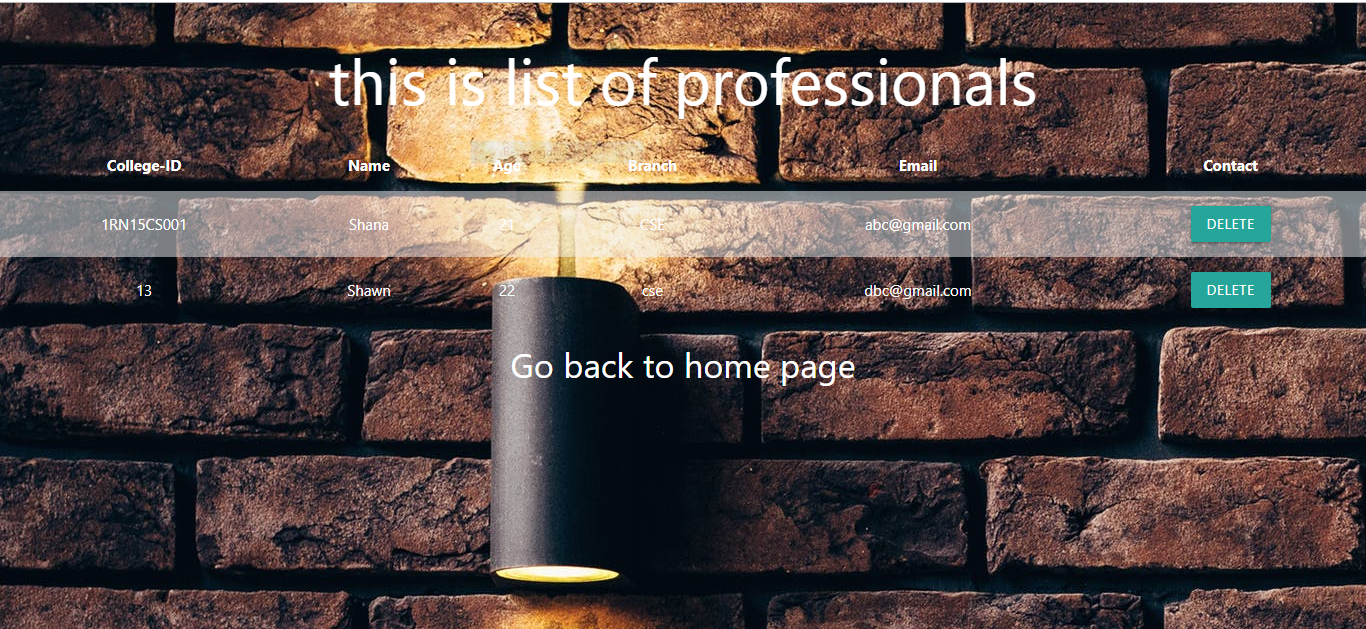 this is list of professionals
College-ID Name Age Branch Email Contact
1RN15CS001 Shana 21 CSE abc@gmail.com DELETE
13 Shawn 22 cse dbc@gmail.com DELETE
Go back to home page